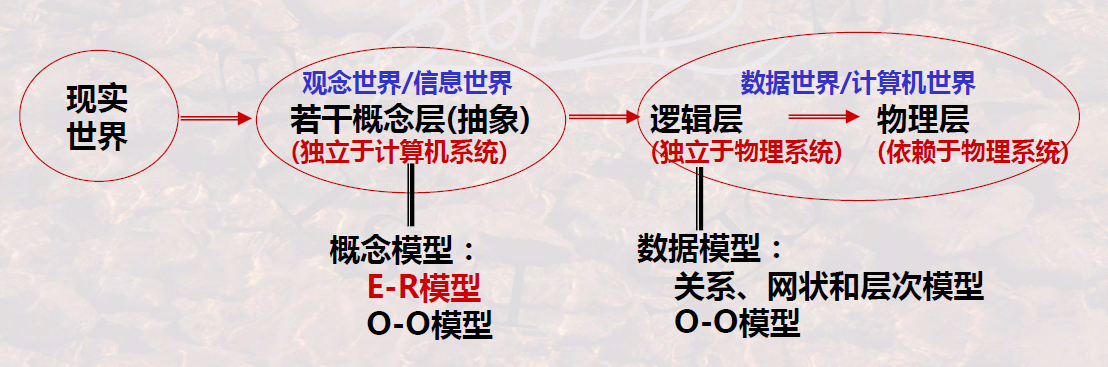 现实
世界
观念世界/信息世界
若干概念层(抽象)
(独立于计算机系统)
数据世界/计算机世界
逻辑层
(独立于物理系统)
物理层
(依赖于物理系统)
概念模型：
E-R模型
O-O模型
数据模型：
关系、网状和层次模型
O-O模型